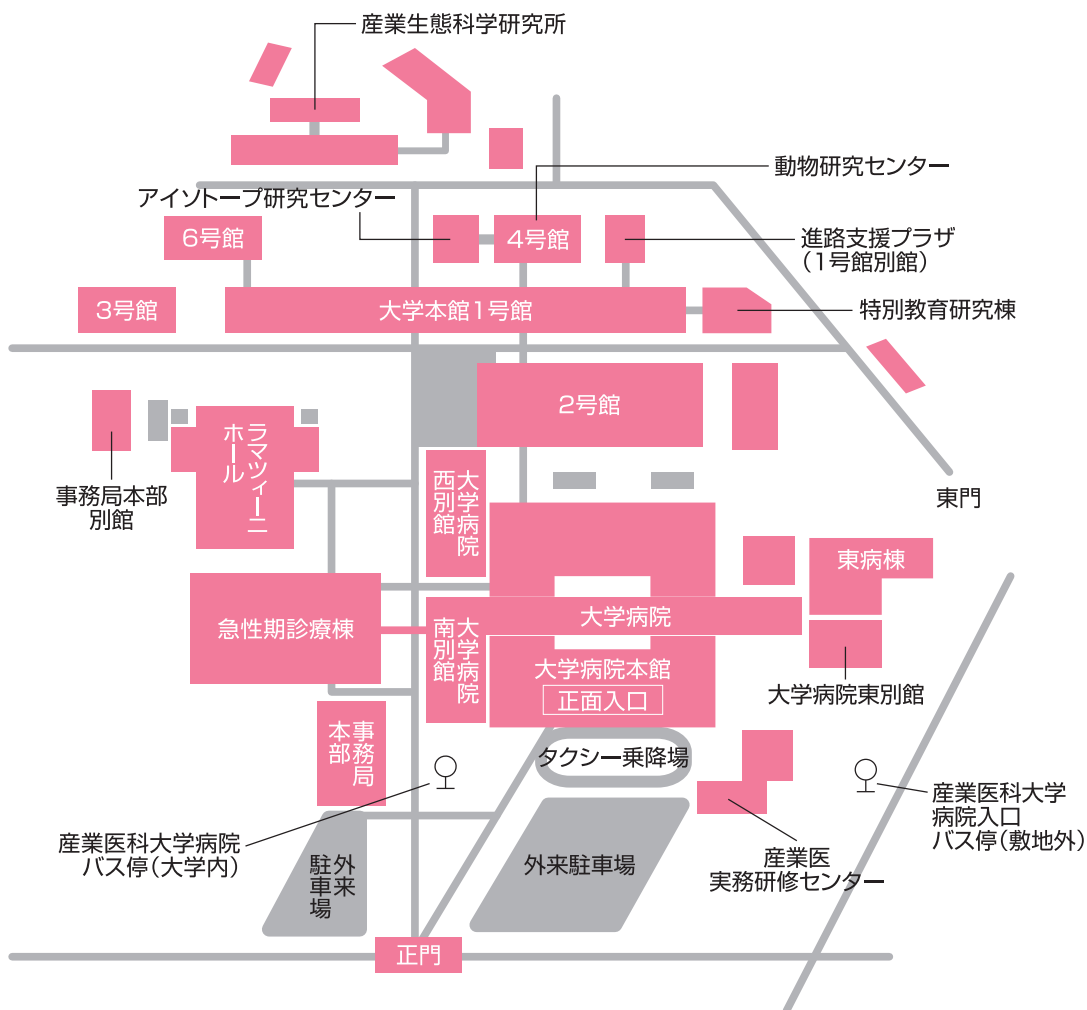 産業生態科学研究所
動物研究センター
アイソトープ研究センター
6号館
4号館
進路支援プラザ
（1号館別館）
3号館
大学本館1号館
特別教育研究棟
2号館
ラマツィーニ
ホール
事務局本部
別館
大学病院
西別館
東門
東病棟
急性期診療棟
大学病院
南別館
大学病院
大学病院本館
正面入口
大学病院東別館
事務局
本部
タクシー乗降場
産業医科大学病院
バス停（大学内）
外来
駐車場
外来駐車場
産業医
実務研修センター
産業医科大学
病院入口
バス停（敷地外）
正門